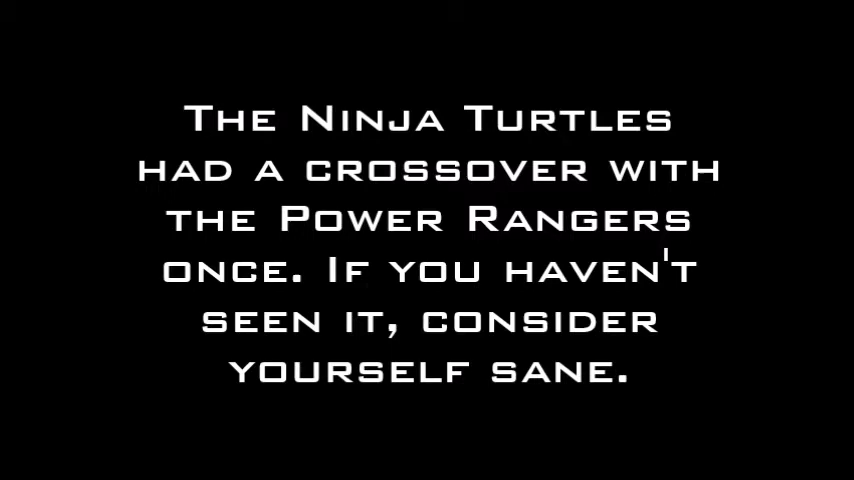 The Ninja Turtles
had a crossover with
the Power Rangers
once. If you haven't
seen it, consider
yourself sane.